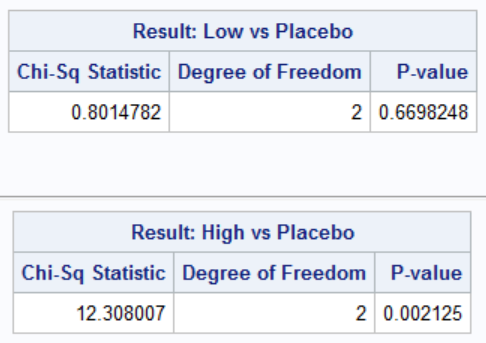 Result: Low vs Placebo
Chi-Sq Statistic Degree of Freedom P-value
0.8014782 2 0.6698248
Result: High vs Placebo
Chi-Sq Statistic Degree of Freedom P-value
12.308007 2 0.002125